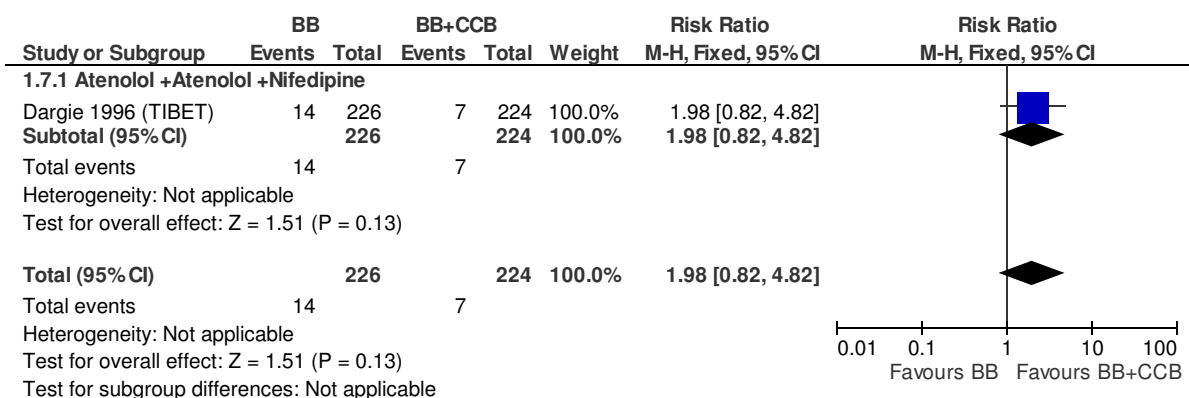 BB BB+CCB Risk Ratio Risk Ratio
Study or Subgroup Events Total Events Total Weight M-H, Fixed, 95% CI M-H, Fixed, 95% CI
1.7.1 Atenolol +Atenolol +Nifedipine
Dargie 1996 (TIBET) 14 226 7 224 100.0% 1.98 [0.82, 4.82]
Subtotal (95% CI) 226 224 100.0% 1.98 [0.82, 4.82]
Total events 14 7
Heterogeneity: Not applicable
Test for overall effect: Z = 1.51 (P = 0.13)
Total (95% CI) 226 224 100.0% 1.98 [0.82, 4.82]
Total events 14 7
Heterogeneity: Not applicable
Test for overall effect: Z = 1.51 (P = 0.13)
Test for subgroup differences: Not applicable
0.01 0.1 1 10 100
Favours BB Favours BB+CCB